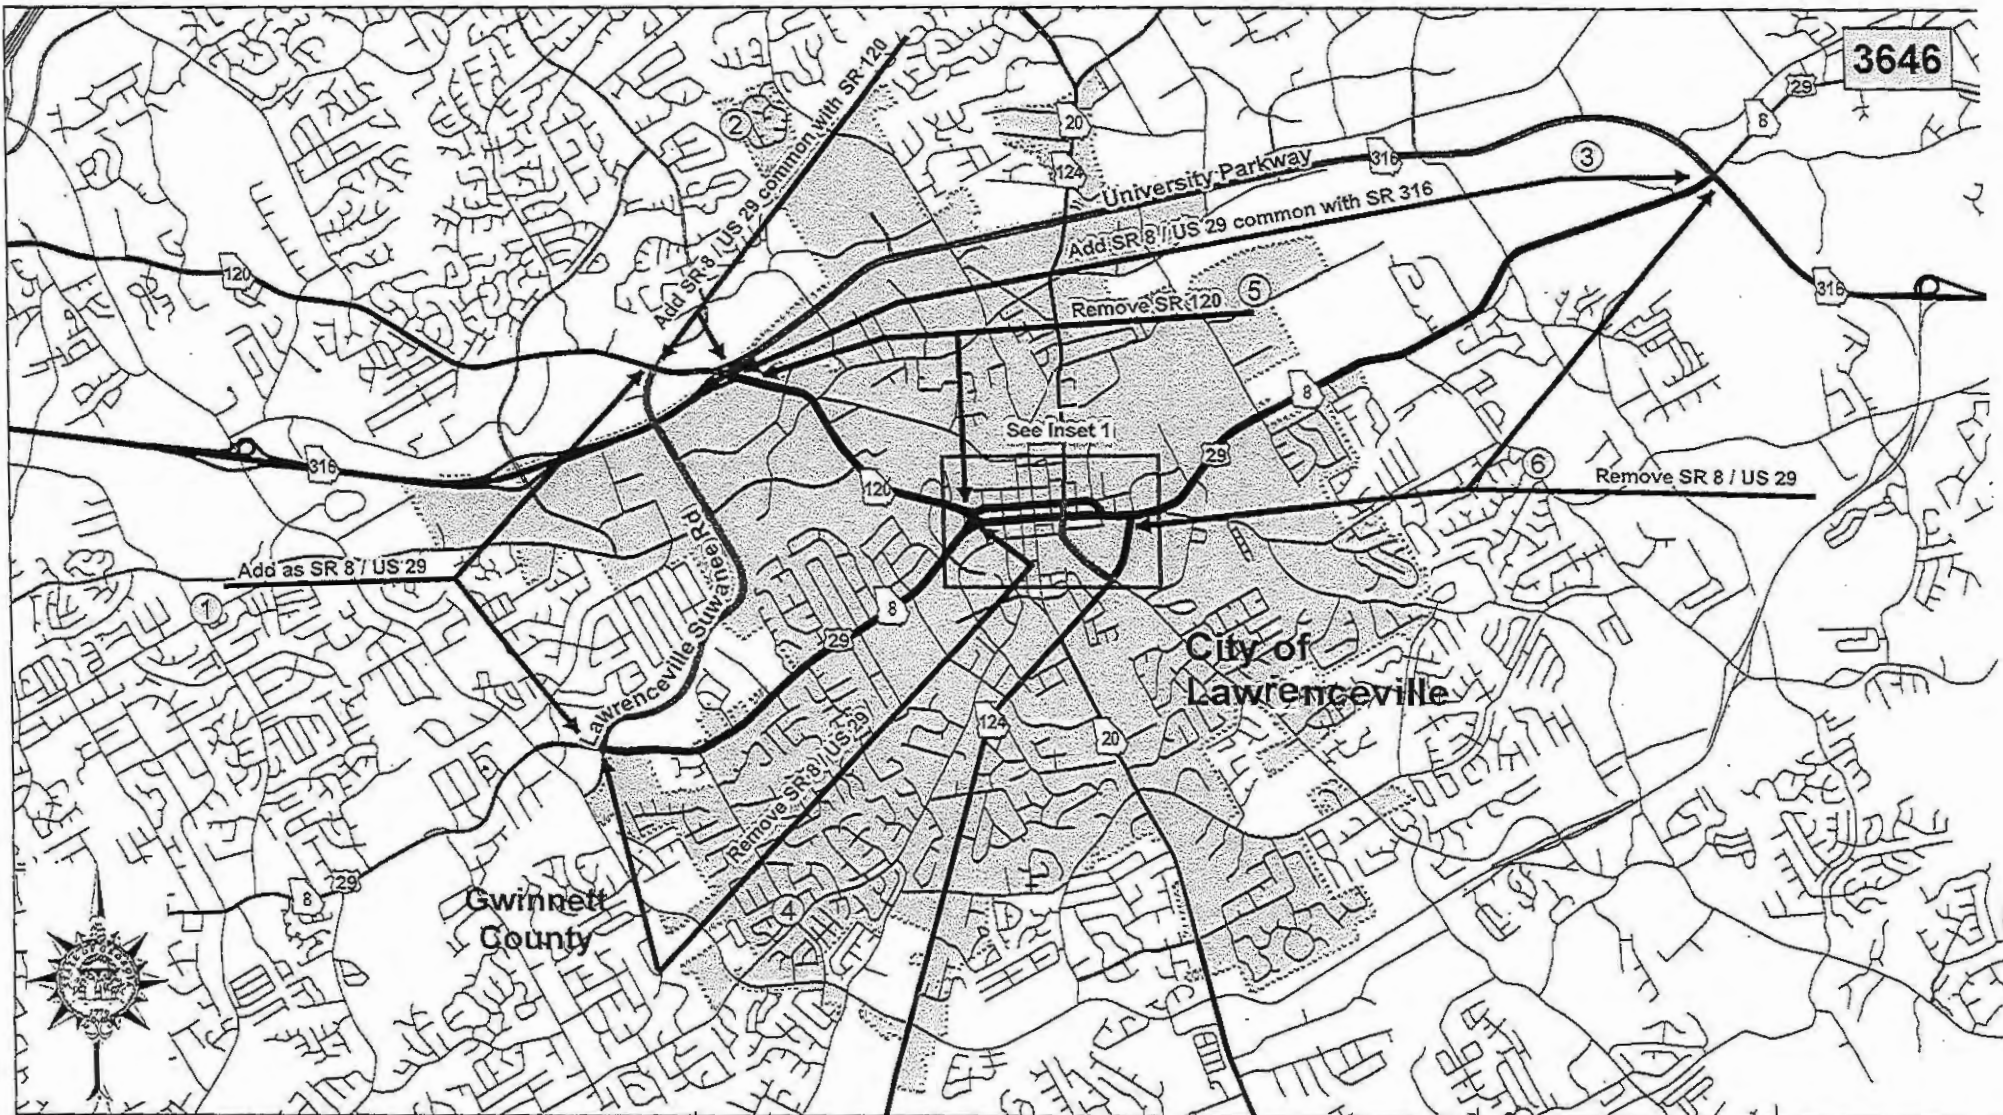 3646
29
8
2
Add SR 8 / US 29 common with SR 120
20
124
University Parkway
316
3
Add SR 8 / US 29 common with SR 316
120
5
Remove SR 120
316
8
See Inset 1
29
6
Remove SR 8 / US 29
316
120
Add as SR 8 / US 29
1
Lawrenceville Suwanee Rd
8
29
City of
Lawrenceville
124
20
Remove SR 8 / US 29
29
8
Gwinnett
County
4